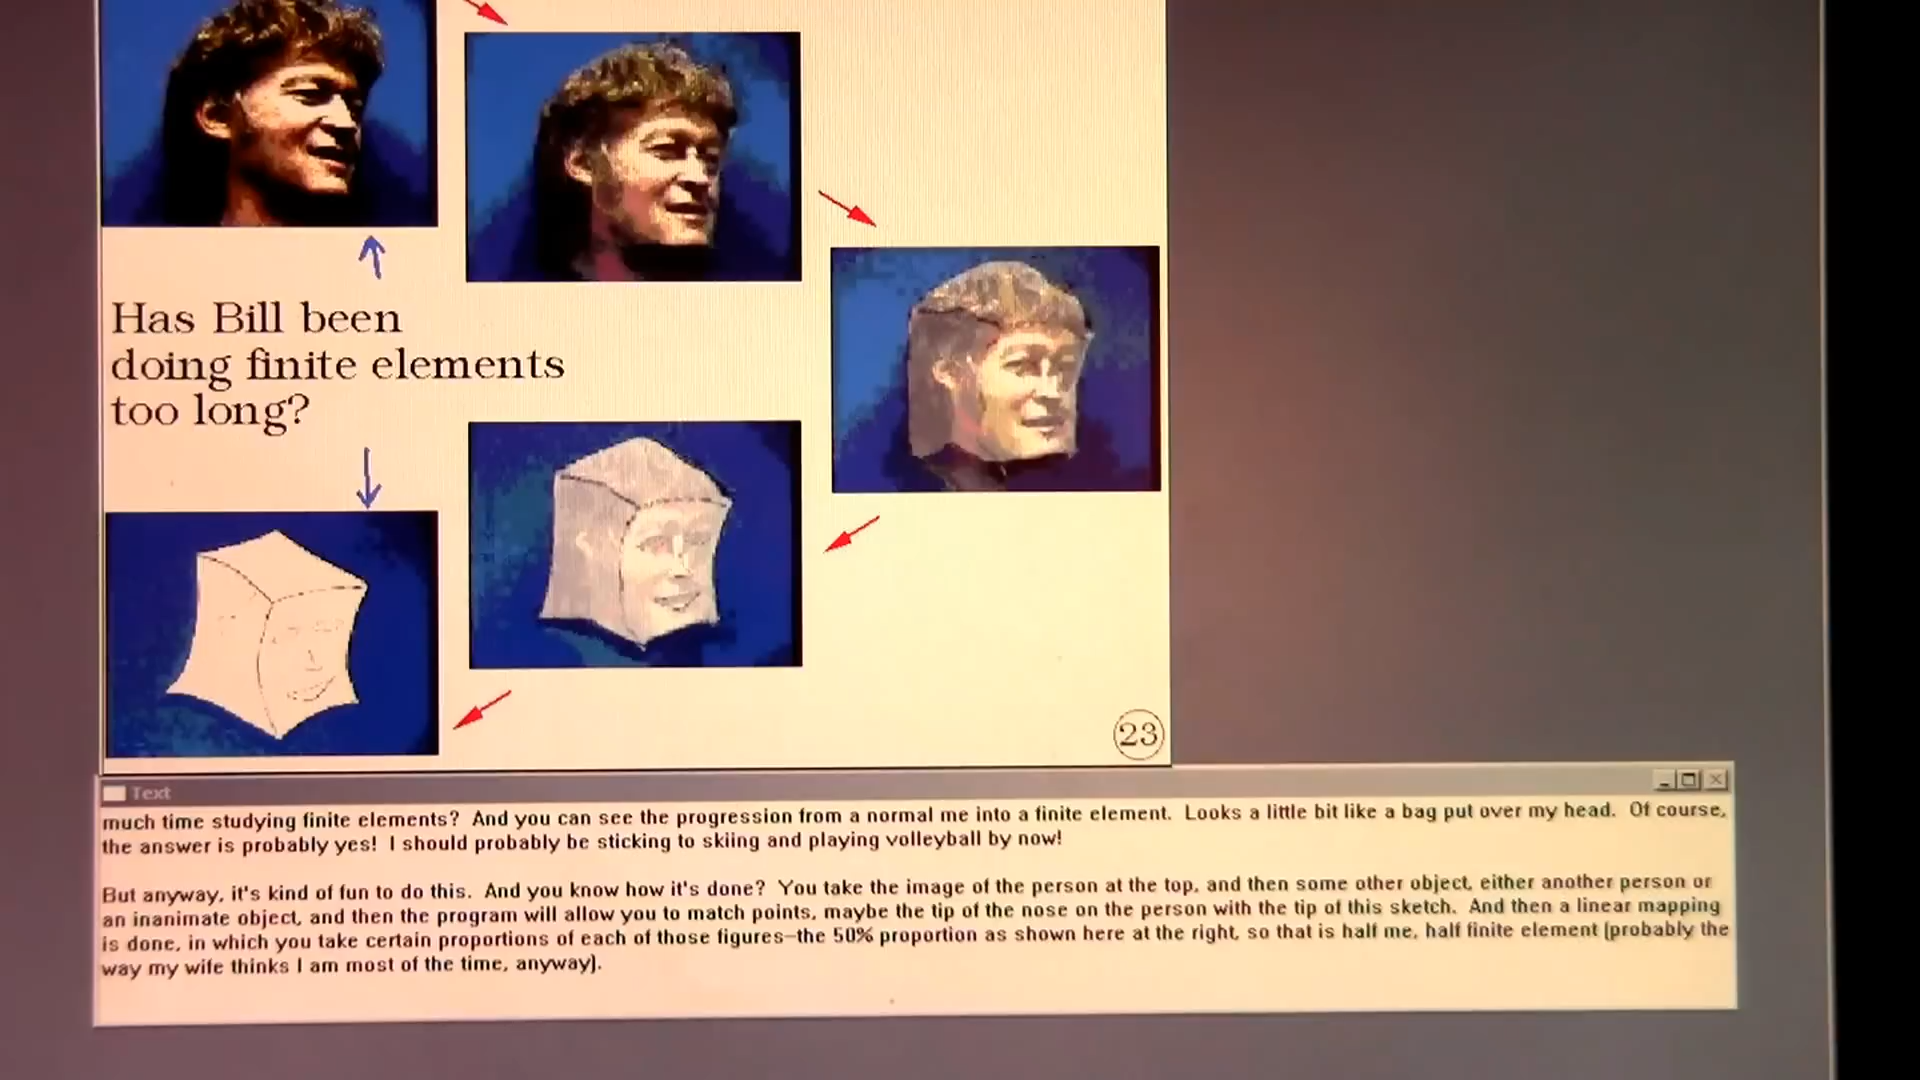 Has Bill been
doing finite elements
too long?
23
Text
much time studying finite elements?  And you can see the progression from a normal me into a finite element.  Looks a little bit like a bag put over my head.  Of course,
the answer is probably yes!  I should probably be sticking to skiing and playing volleyball by now!
But anyway, it's kind of fun to do this.  And you know how it's done?  You take the image of the person at the top, and then some other object, either another person or
an inanimate object, and then the program will allow you to match points, maybe the tip of the nose on the person with the tip of this sketch.  And then a linear mapping
is done, in which you take certain proportions of each of those figures–the 50% proportion as shown here at the right, so that is half me, half finite element (probably the
way my wife thinks I am most of the time, anyway).